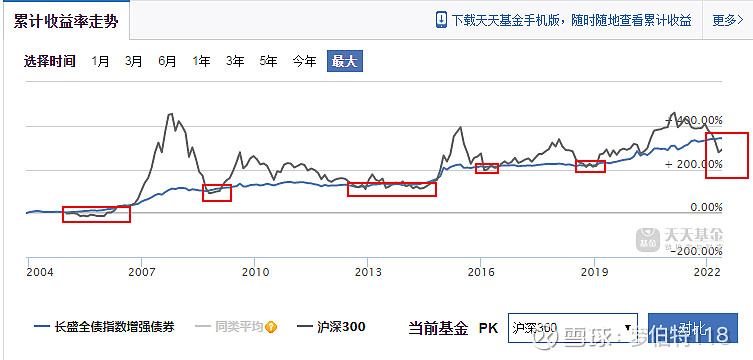 累计收益率走势
下载天天基金手机版，随时随地查看累计收益
更多>
选择时间 1月 3月 6月 1年 3年 5年 今年 最大
+400.00%
+200.00%
0.00%
-200.00%
天天基金
2004 2007 2010 2013 2016 2019 2022
长盛全债指数增强债券 同类平均 沪深300 当前基金 PK 沪深300 对比
雪球：罗伯特118